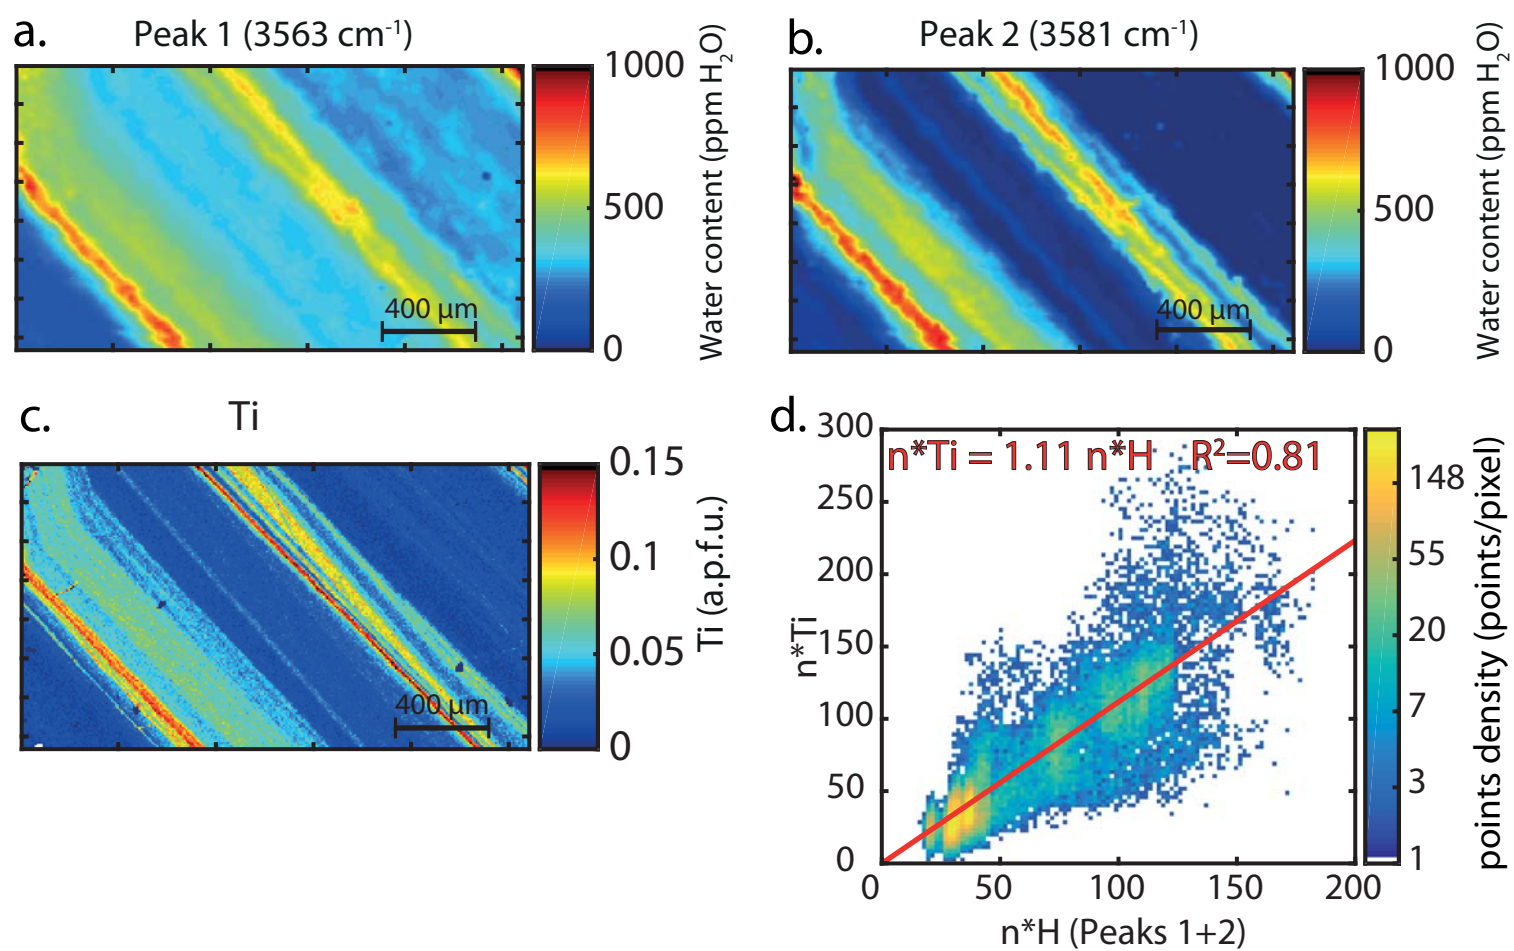 a.
Peak 1 (3563 cm⁻¹)
1000
500
0
Water content (ppm H₂O)
400 µm
b.
Peak 2 (3581 cm⁻¹)
1000
500
0
Water content (ppm H₂O)
400 µm
c.
Ti
0.15
0.1
0.05
0
Ti (a.p.f.u.)
400 µm
d.
n*Ti = 1.11 n*H R²=0.81
300
250
200
150
100
50
0
n*Ti
0 50 100 150 200
n*H (Peaks 1+2)
148
55
20
7
3
1
points density (points/pixel)